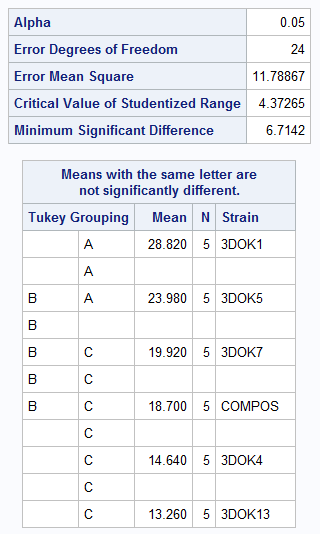 Alpha 0.05
Error Degrees of Freedom 24
Error Mean Square 11.78867
Critical Value of Studentized Range 4.37265
Minimum Significant Difference 6.7142
Means with the same letter are
not significantly different.
Tukey Grouping Mean N Strain
A 28.820 5 3DOK1
A
B A 23.980 5 3DOK5
B
B C 19.920 5 3DOK7
B C
B C 18.700 5 COMPOS
C
C 14.640 5 3DOK4
C
C 13.260 5 3DOK13